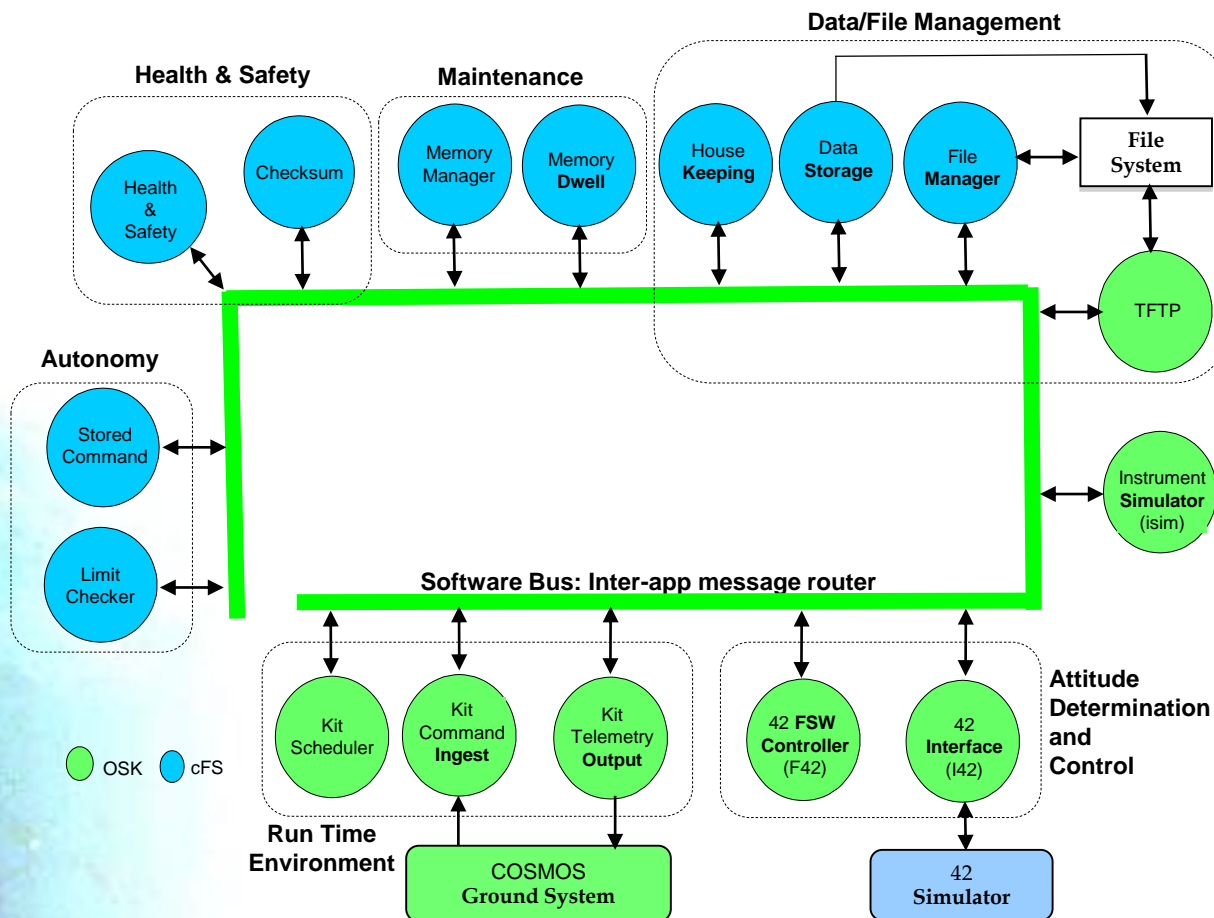 Data/File Management
Health & Safety
Maintenance
House
Keeping
Data
Storage
File
Manager
File
System
Memory
Manager
Memory
Dwell
Checksum
Health
&
Safety
TFTP
Autonomy
Stored
Command
Instrument
Simulator
(isim)
Limit
Checker
Software Bus: Inter-app message router
Kit
Scheduler
Kit
Command
Ingest
Kit
Telemetry
Output
42 FSW
Controller
(F42)
42
Interface
(I42)
Attitude
Determination
and
Control
OSK
cFS
Run Time
Environment
COSMOS
Ground System
42
Simulator